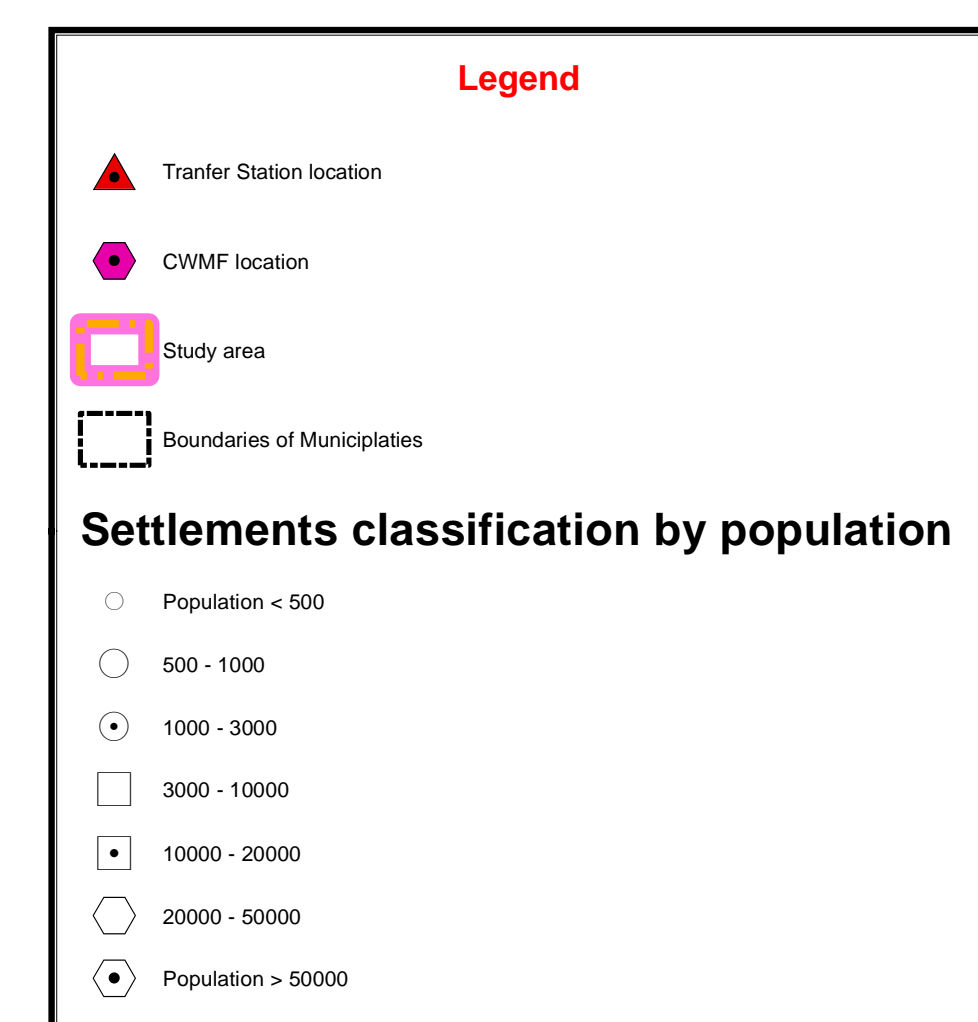 Legend
Tranfer Station location
CWMF location
Study area
Boundaries of Municiplaties
Settlements classification by population
Population < 500
500 - 1000
1000 - 3000
3000 - 10000
10000 - 20000
20000 - 50000
Population > 50000